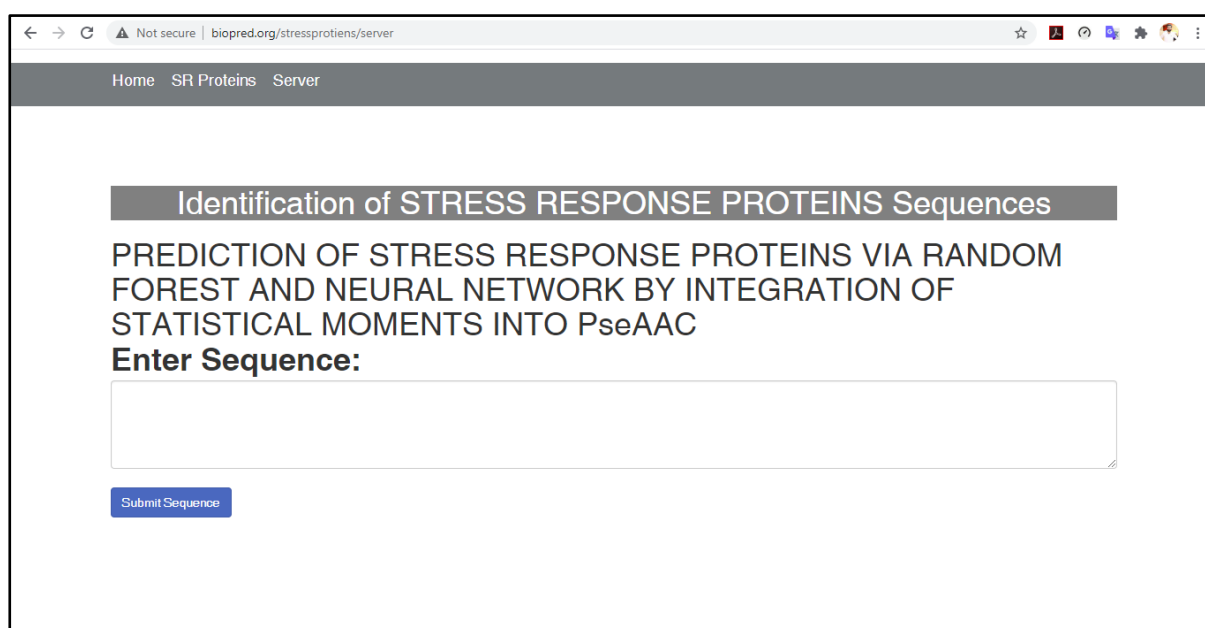 Not secure | biopred.org/stressprotiens/server
Home SR Proteins Server
Identification of STRESS RESPONSE PROTEINS Sequences
PREDICTION OF STRESS RESPONSE PROTEINS VIA RANDOM
FOREST AND NEURAL NETWORK BY INTEGRATION OF
STATISTICAL MOMENTS INTO PseAAC
Enter Sequence:
Submit Sequence